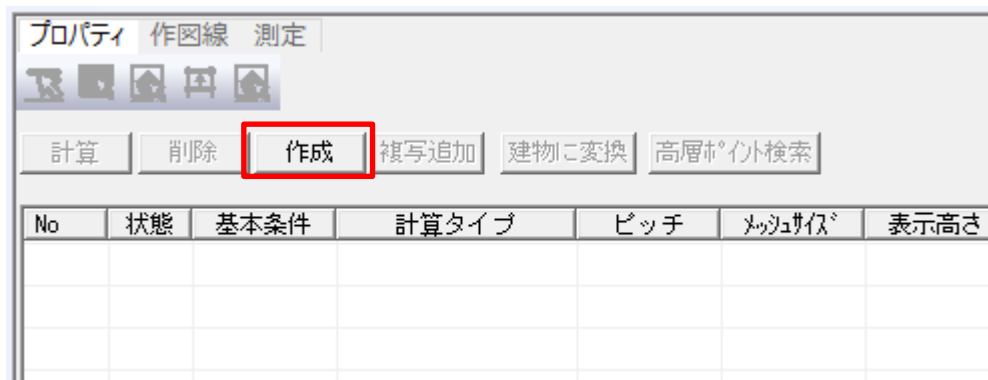 プロパティ 作図線 測定
計算 削除 作成 複写追加 建物に変換 高層ﾎﾟｲﾝﾄ検索
No 状態 基本条件 計算タイプ ピッチ ﾒｯｼｭｻｲｽﾞ 表示高さ